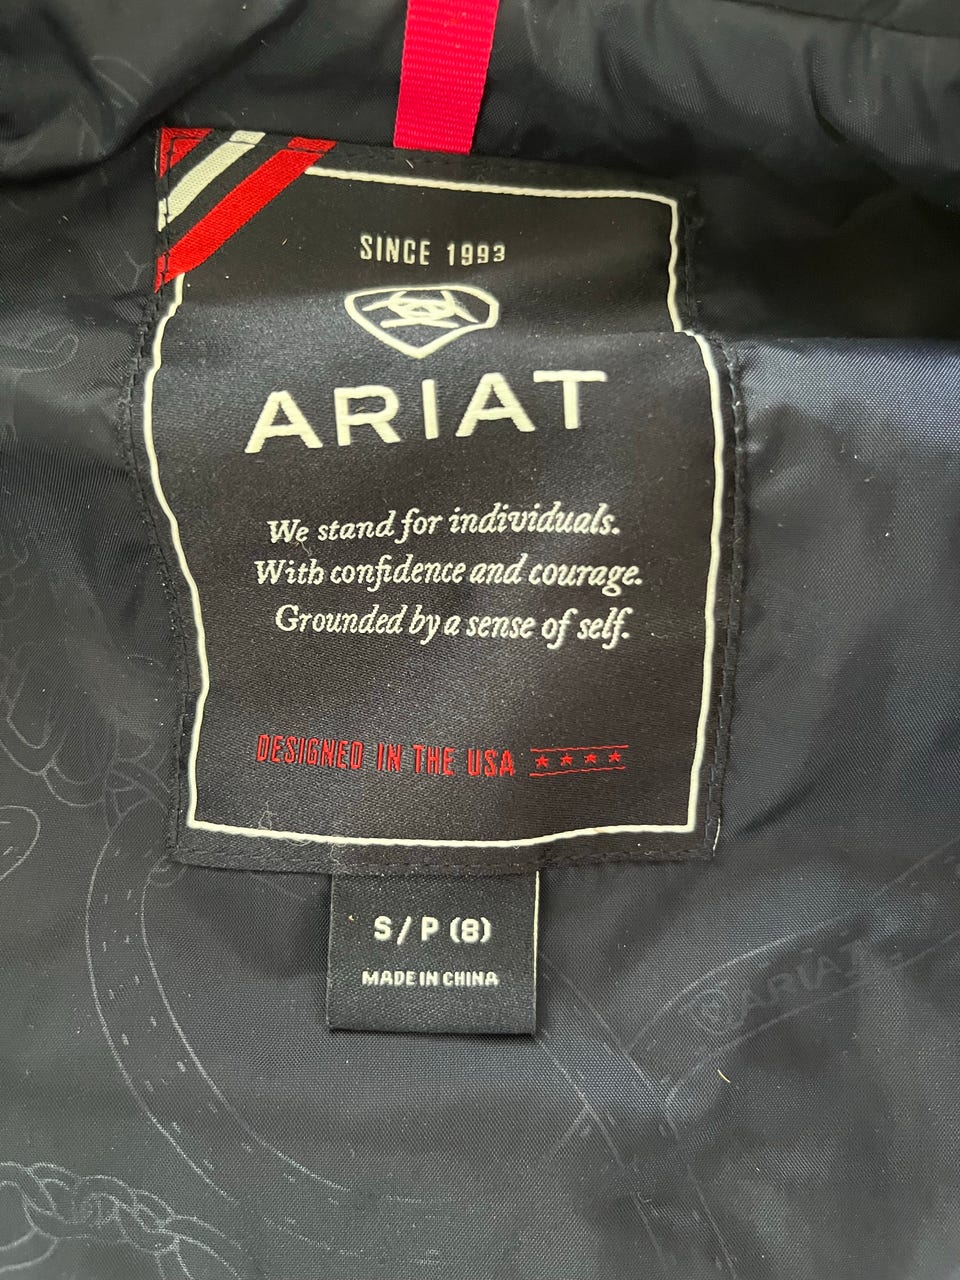 SINCE 1993
ARIAT
We stand for individuals.
With confidence and courage.
Grounded by a sense of self.
DESIGNED IN THE USA
S / P (8)
MADE IN CHINA
ARIAT